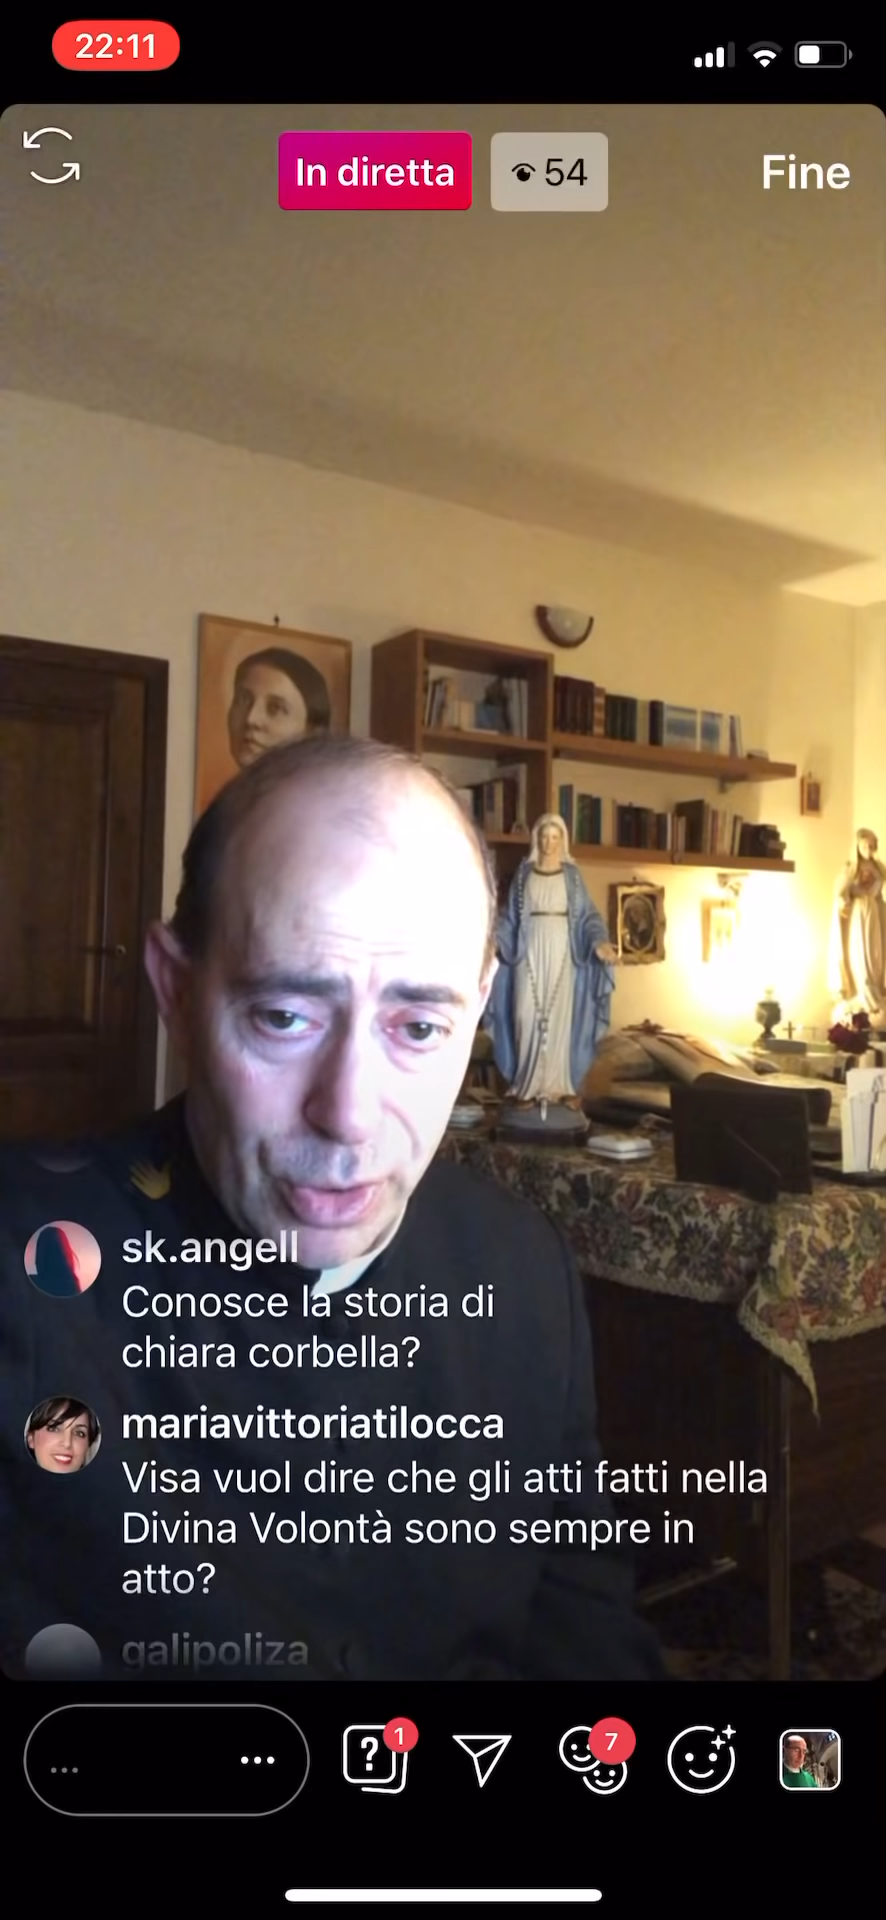 22:11
In diretta
54
Fine
sk.angell
Conosce la storia di
chiara corbella?
mariavittoriatilocca
Visa vuol dire che gli atti fatti nella
Divina Volontà sono sempre in
atto?
galipoliza
...
?
1
7